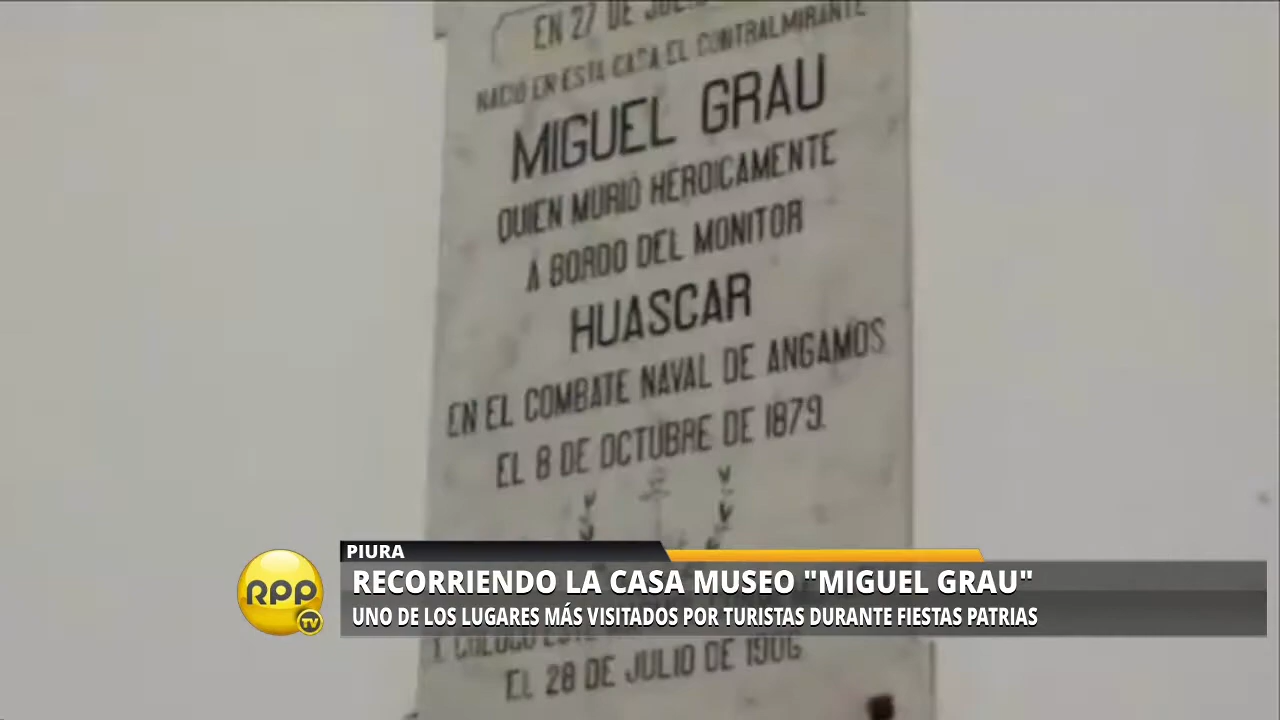 EN 27 DE JULIO
NACIO EN ESTA CASA EL CONTRALMIRANTE
MIGUEL GRAU
QUIEN MURIÓ HEROICAMENTE
A BORDO DEL MONITOR
HUASCAR
EN EL COMBATE NAVAL DE ANGAMOS
EL 8 DE OCTUBRE DE 1879.
PIURA
RPP
TV
RECORRIENDO LA CASA MUSEO "MIGUEL GRAU"
UNO DE LOS LUGARES MÁS VISITADOS POR TURISTAS DURANTE FIESTAS PATRIAS
EL 28 DE JULIO DE 1906